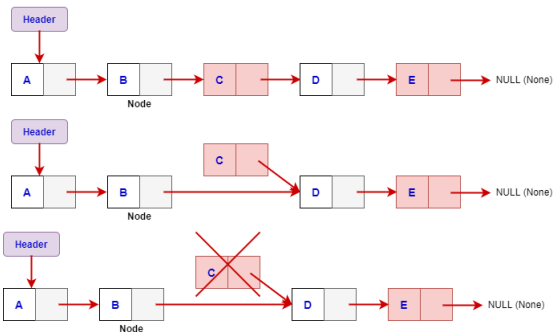 Header
A B C D E NULL (None)
Node
Header
C
A B D E NULL (None)
Node
Header
C
A B D E NULL (None)
Node